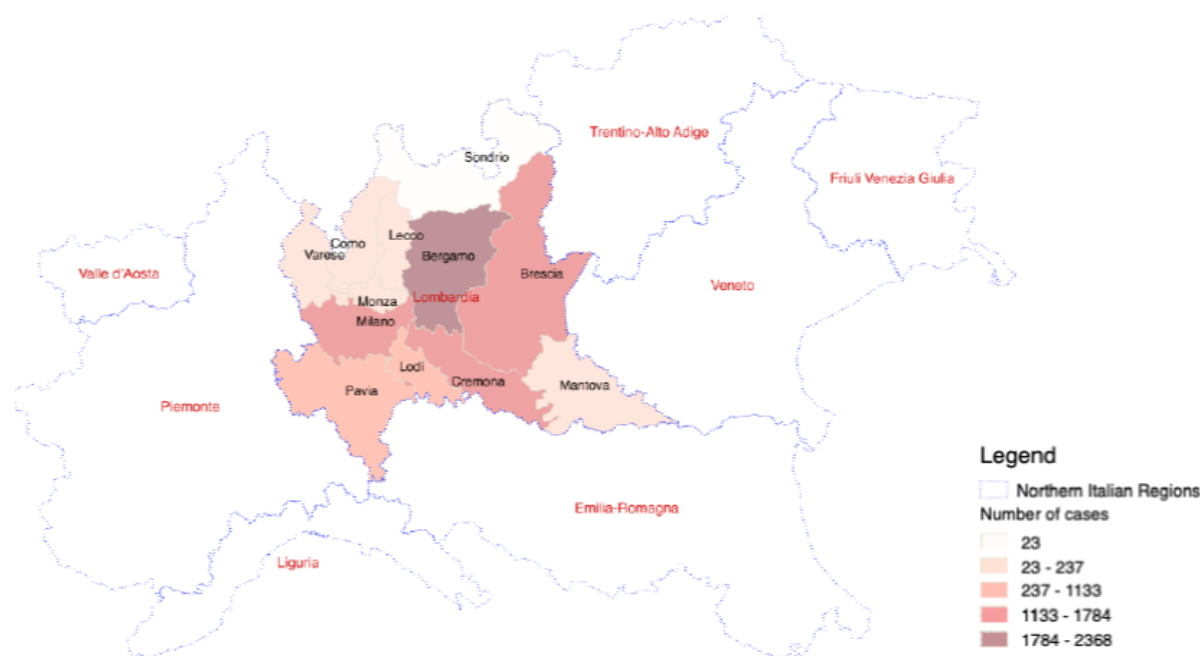 Trentino-Alto Adige
Sondrio
Friuli Venezia Giulia
Lecco
Como
Varese
Bergamo
Valle d'Aosta
Brescia
Veneto
Lombardia
Monza
Milano
Lodi
Cremona
Mantova
Pavia
Piemonte
Emilia-Romagna
Liguria
Legend
Northern Italian Regions
Number of cases
23
23 - 237
237 - 1133
1133 - 1784
1784 - 2368